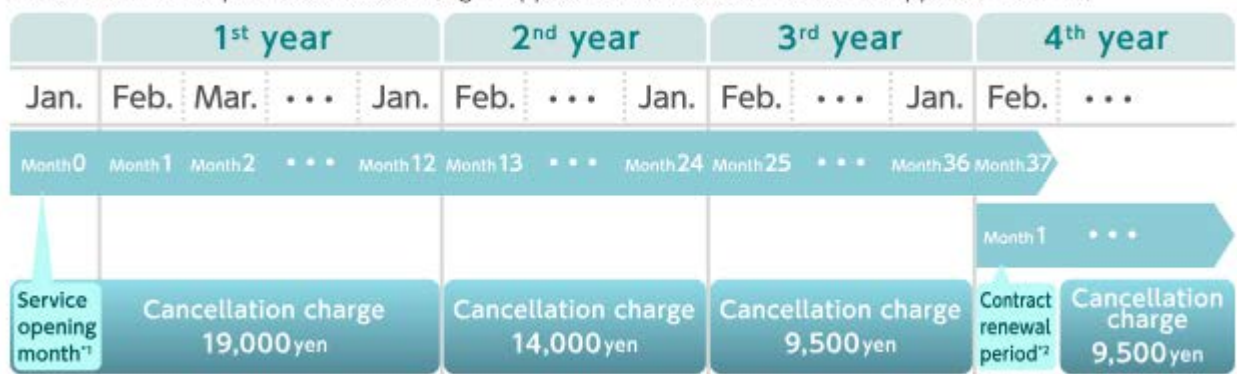 1st year 2nd year 3rd year 4th year
Jan. Feb. Mar. ••• Jan. Feb. ••• Jan. Feb. ••• Jan. Feb. •••
Month0 Month1 Month2 ••• Month12 Month13 ••• Month24 Month25 ••• Month36 Month37
Month1 •••
Service
opening
month*1
Cancellation charge
19,000yen
Cancellation charge
14,000yen
Cancellation charge
9,500yen
Contract
renewal
period*2
Cancellation
charge
9,500yen